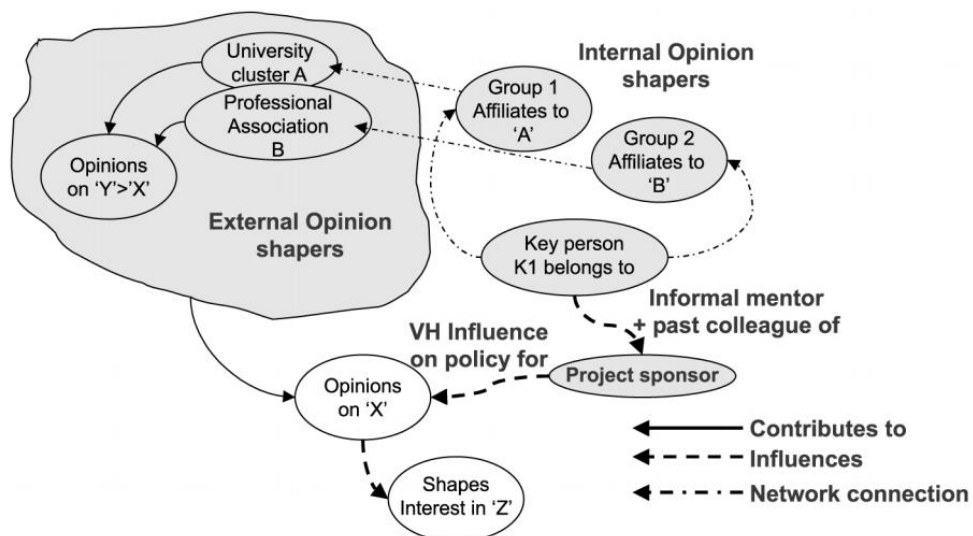 University
cluster A
Professional
Association
B
Opinions
on ‘Y’>’X’
External Opinion
shapers
Internal Opinion
shapers
Group 1
Affiliates to
‘A’
Group 2
Affiliates to
‘B’
Key person
K1 belongs to
Informal mentor
+ past colleague of
VH Influence
on policy for
Project sponsor
Opinions
on ‘X’
Shapes
Interest in ‘Z’
Contributes to
Influences
Network connection